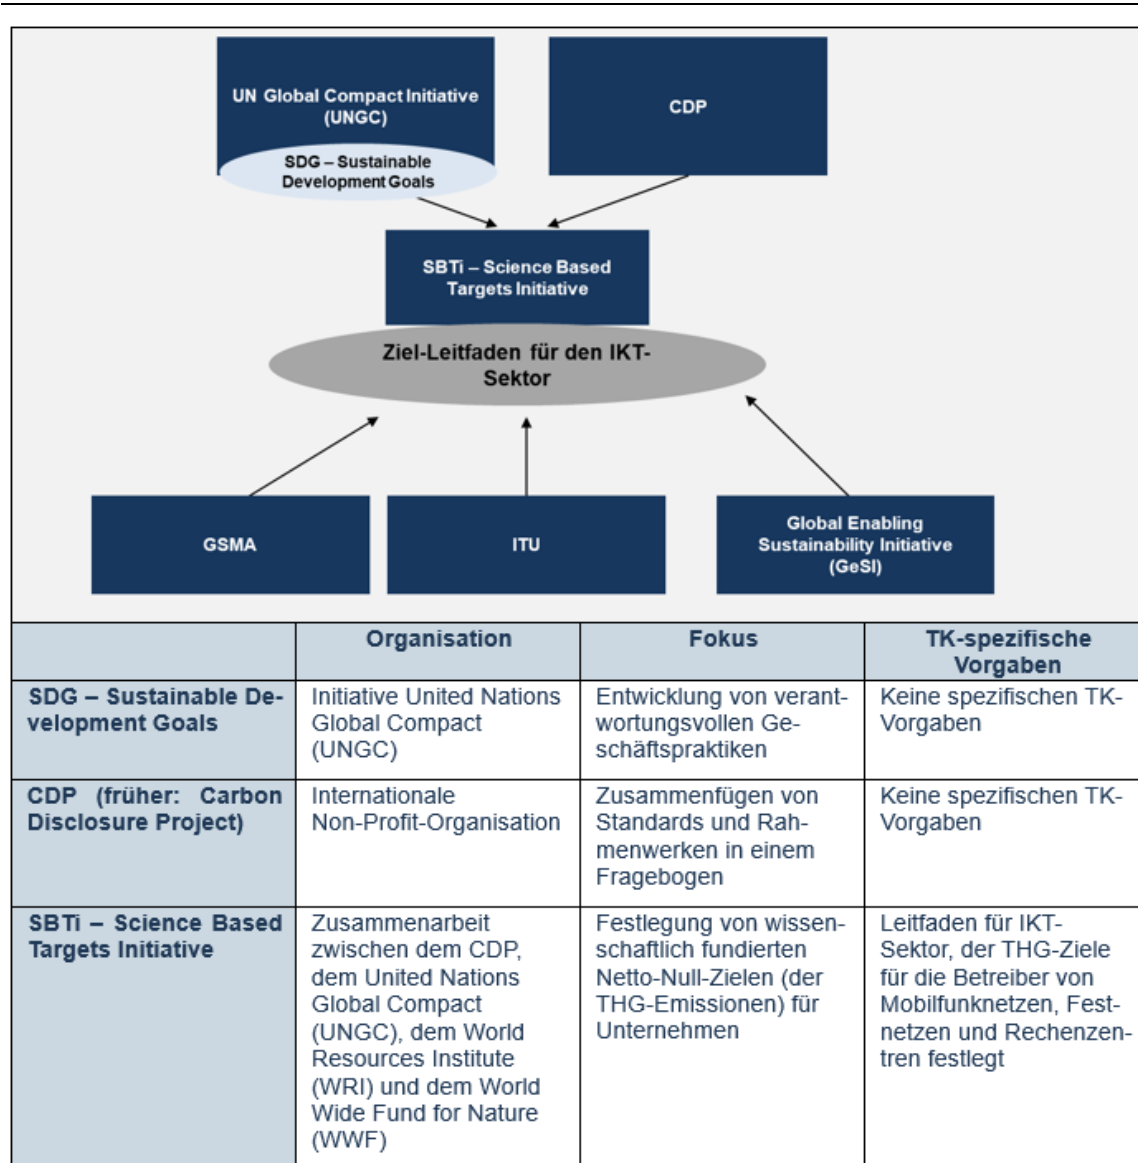 UN Global Compact Initiative
(UNGC)
SDG – Sustainable
Development Goals
CDP
SBTi – Science Based
Targets Initiative
Ziel-Leitfaden für den IKT-
Sektor
GSMA
ITU
Global Enabling
Sustainability Initiative
(GeSI)
Organisation
Fokus
TK-spezifische
Vorgaben
SDG – Sustainable De-
velopment Goals
Initiative United Nations
Global Compact
(UNGC)
Entwicklung von verant-
wortungsvollen Ge-
schäftspraktiken
Keine spezifischen TK-
Vorgaben
CDP (früher: Carbon
Disclosure Project)
Internationale
Non-Profit-Organisation
Zusammenfügen von
Standards und Rah-
menwerken in einem
Fragebogen
Keine spezifischen TK-
Vorgaben
SBTi – Science Based
Targets Initiative
Zusammenarbeit
zwischen dem CDP,
dem United Nations
Global Compact
(UNGC), dem World
Resources Institute
(WRI) und dem World
Wide Fund for Nature
(WWF)
Festlegung von wissen-
schaftlich fundierten
Netto-Null-Zielen (der
THG-Emissionen) für
Unternehmen
Leitfaden für IKT-
Sektor, der THG-Ziele
für die Betreiber von
Mobilfunknetzen, Fest-
netzen und Rechenzen-
tren festlegt